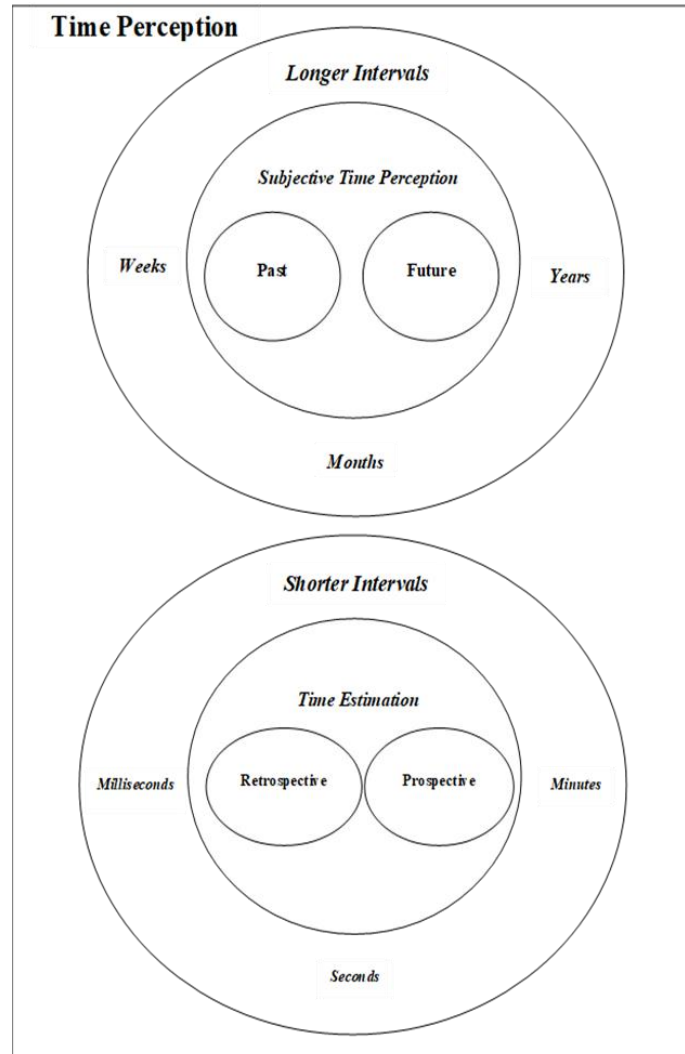 Time Perception
Longer Intervals
Subjective Time Perception
Past
Future
Weeks
Years
Months
Shorter Intervals
Time Estimation
Retrospective
Prospective
Milliseconds
Minutes
Seconds